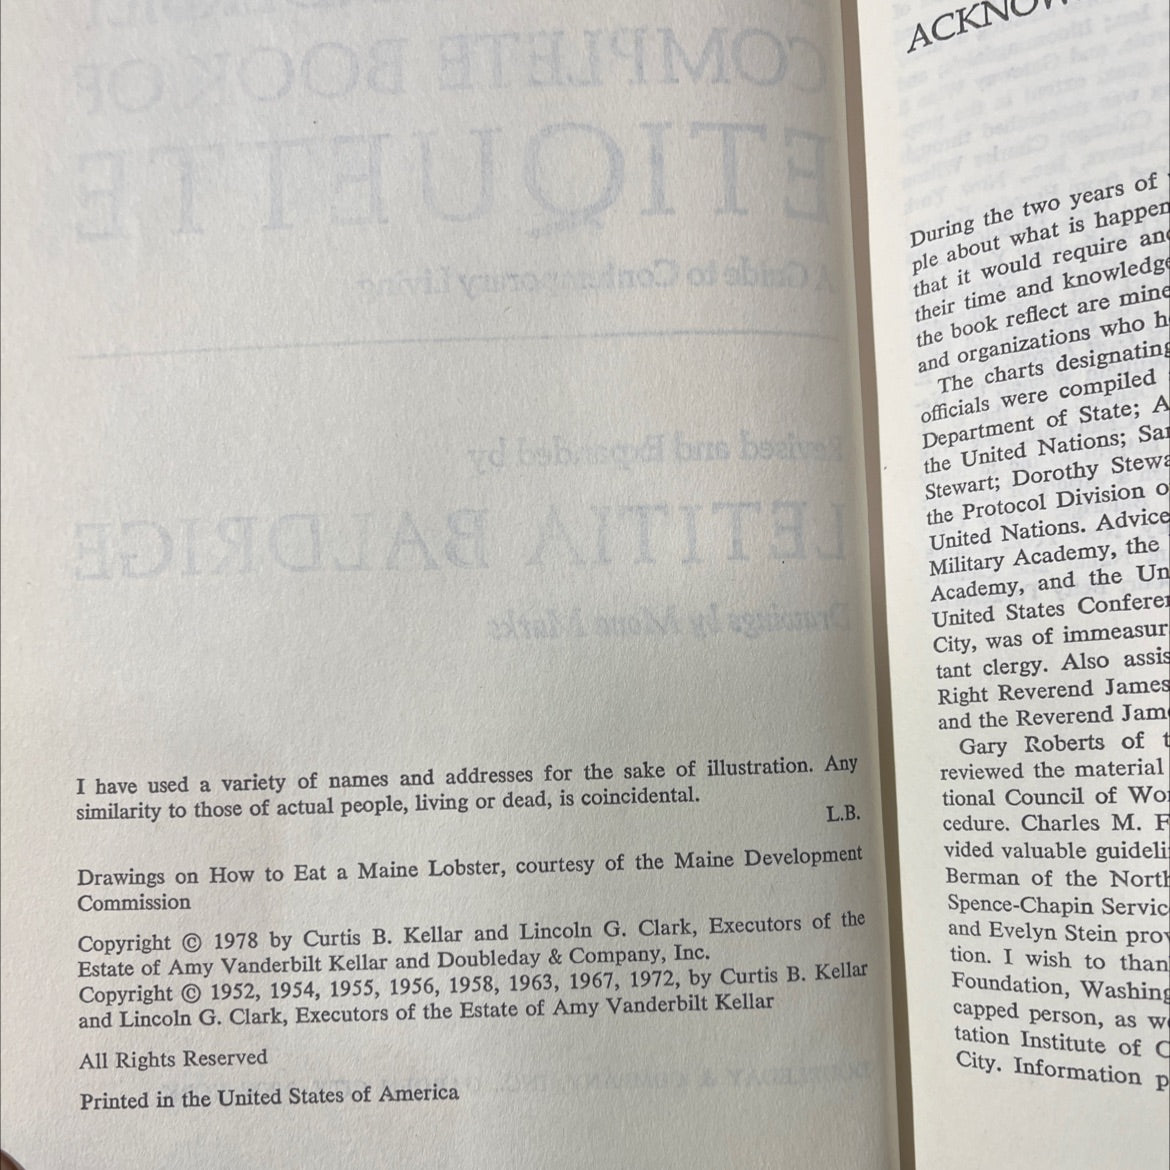 COMPLETE BOOK OF
ETIQUETTE
A Guide to Contemporary Living
Revised and Expanded by
LETITIA BALDRIGE
Drawings by Mona Marks
I have used a variety of names and addresses for the sake of illustration. Any
similarity to those of actual people, living or dead, is coincidental.
L.B.
Drawings on How to Eat a Maine Lobster, courtesy of the Maine Development
Commission
Copyright © 1978 by Curtis B. Kellar and Lincoln G. Clark, Executors of the
Estate of Amy Vanderbilt Kellar and Doubleday & Company, Inc.
Copyright © 1952, 1954, 1955, 1956, 1958, 1963, 1967, 1972, by Curtis B. Kellar
and Lincoln G. Clark, Executors of the Estate of Amy Vanderbilt Kellar
All Rights Reserved
Printed in the United States of America
ACKNOW
During the two years of
ple about what is happen
that it would require and
their time and knowledge
the book reflect are mine
and organizations who h
The charts designating
officials were compiled
Department of State; A
the United Nations; Sar
Stewart; Dorothy Stewa
the Protocol Division o
United Nations. Advice
Military Academy, the
Academy, and the Un
United States Conferen
City, was of immeasur
tant clergy. Also assis
Right Reverend James
and the Reverend Jam
Gary Roberts of t
reviewed the material
tional Council of Wo
cedure. Charles M. F
vided valuable guideli
Berman of the North
Spence-Chapin Servic
and Evelyn Stein prov
tion. I wish to than
Foundation, Washing
capped person, as we
tation Institute of C
City. Information p